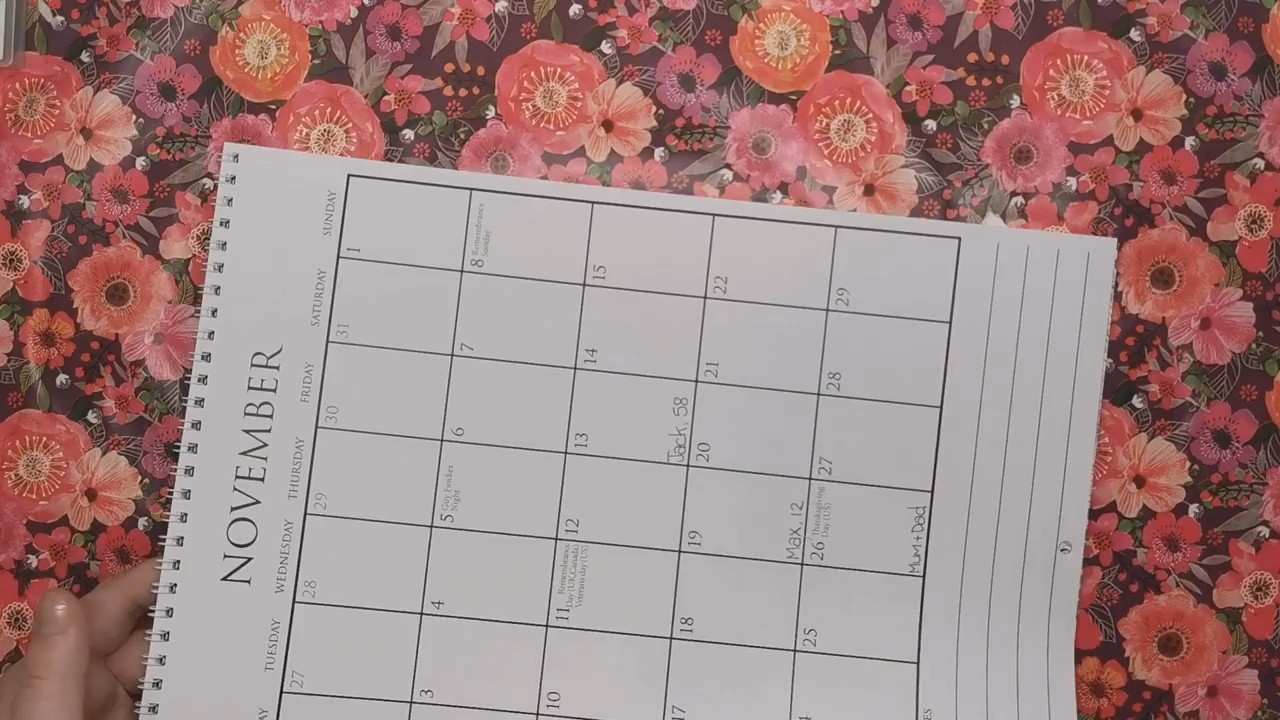 NOVEMBER
TUESDAY WEDNESDAY THURSDAY FRIDAY SATURDAY SUNDAY
27 28 29 30 31 1
3 4 5 Guy Fawkes
Night
6 7 8 Remembrance
Sunday
10 11 Remembrance
Day (UK, Canada)
Veterans day (US)
12 13 14 15
Jack, 58
17 18 19 20 21 22
Max, 12
25 26 Thanksgiving
Day (US)
27 28 29
Mum + Dad